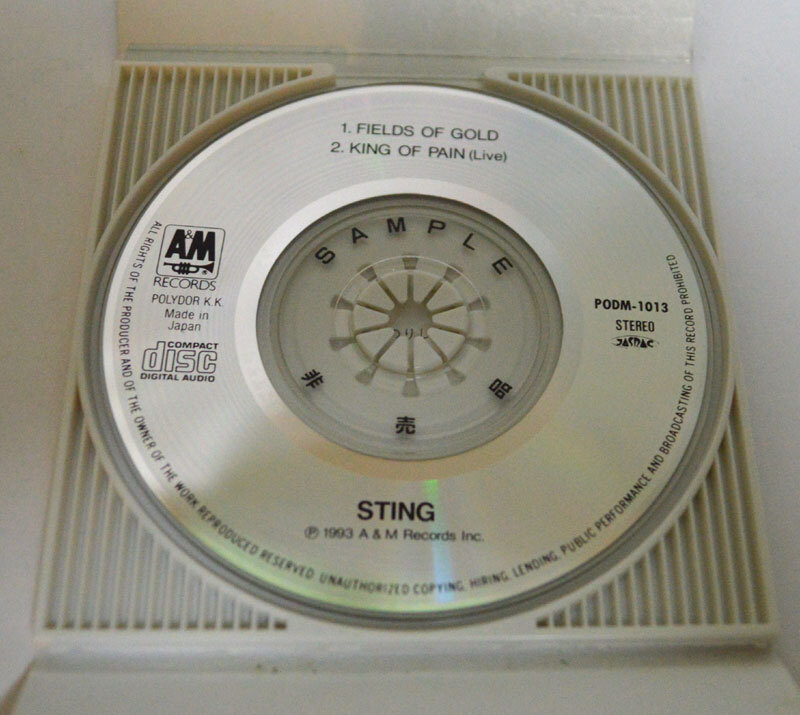 1. FIELDS OF GOLD
2. KING OF PAIN (Live)
SAMPLE
A&M
®
RECORDS
POLYDOR K.K.
Made in
Japan
COMPACT
disc
DIGITAL AUDIO
PODM-1013
STEREO
JASRAC
非売品
STING
Ⓟ 1993 A & M Records Inc.
ALL RIGHTS OF THE PRODUCER AND OF THE OWNER OF THE WORK REPRODUCED RESERVED. UNAUTHORIZED COPYING, HIRING, LENDING, PUBLIC PERFORMANCE AND BROADCASTING OF THIS RECORD PROHIBITED